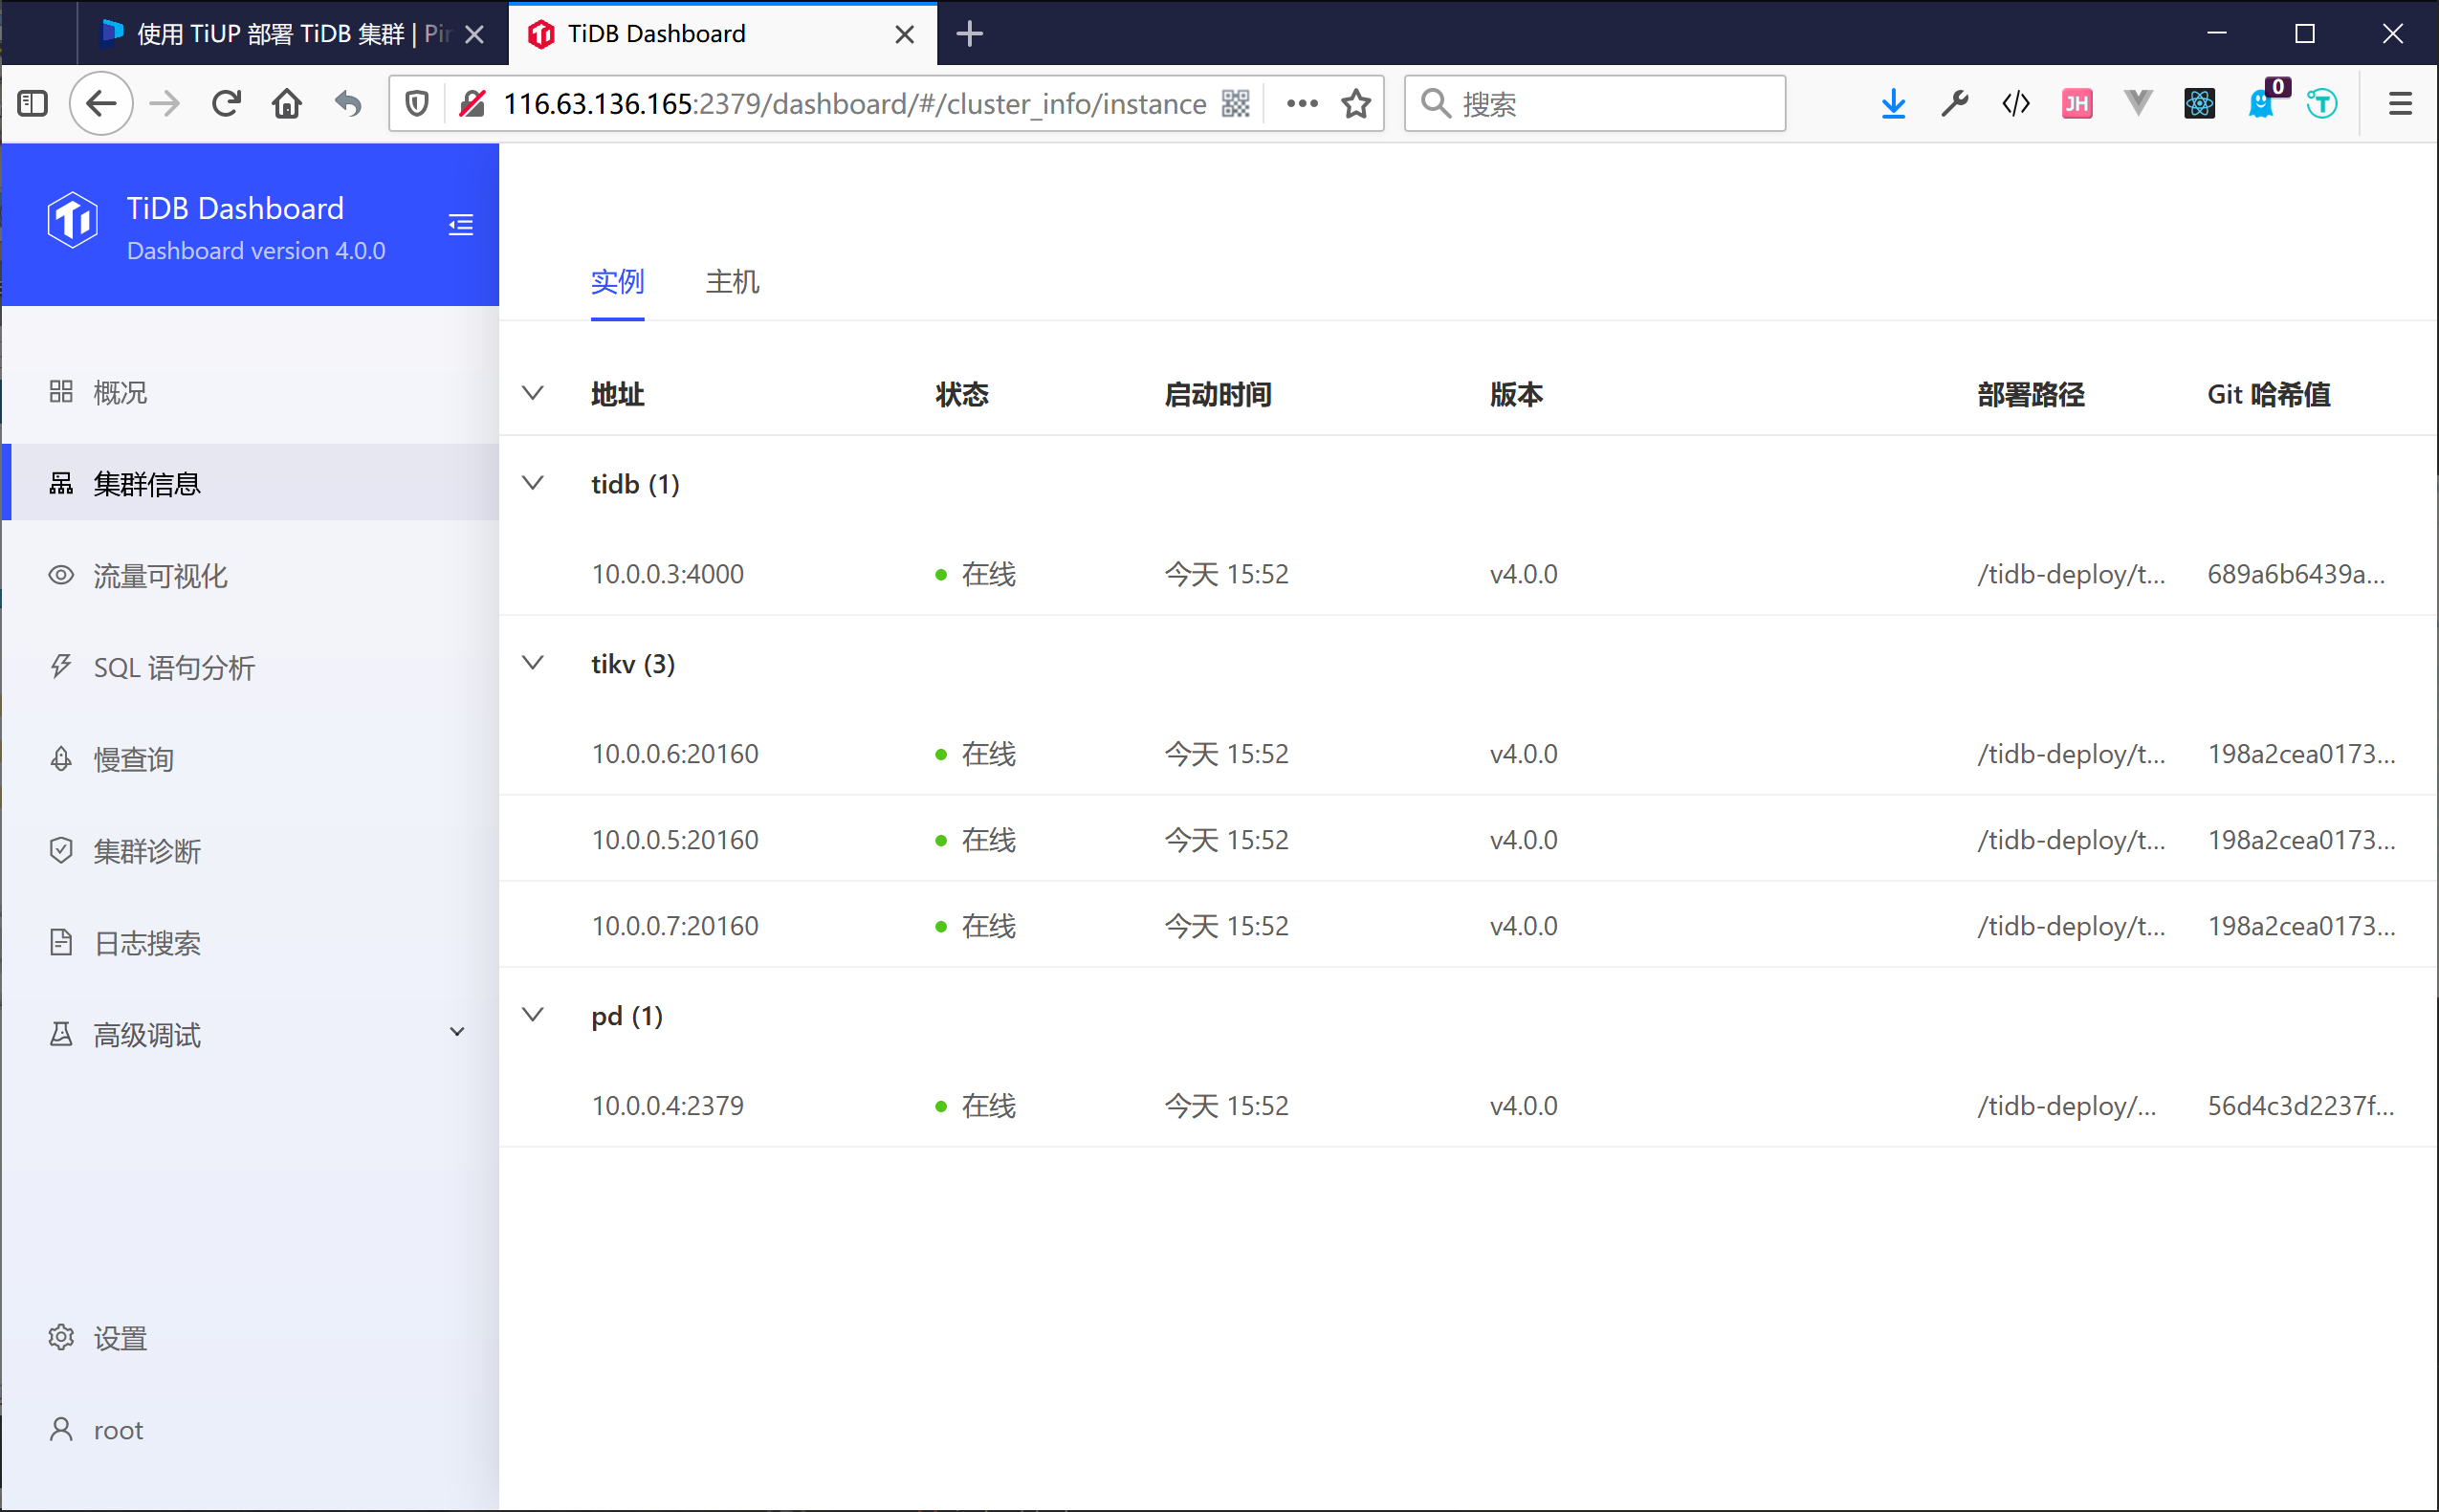 使用 TiUP 部署 TiDB 集群 | Pin
TiDB Dashboard
116.63.136.165:2379/dashboard/#/cluster_info/instance
搜索
JH
0
TiDB Dashboard
Dashboard version 4.0.0
概况
集群信息
流量可视化
SQL 语句分析
慢查询
集群诊断
日志搜索
高级调试
设置
root
实例 主机
地址 状态 启动时间 版本 部署路径 Git 哈希值
tidb (1)
10.0.0.3:4000 在线 今天 15:52 v4.0.0 /tidb-deploy/t... 689a6b6439a...
tikv (3)
10.0.0.6:20160 在线 今天 15:52 v4.0.0 /tidb-deploy/t... 198a2cea0173...
10.0.0.5:20160 在线 今天 15:52 v4.0.0 /tidb-deploy/t... 198a2cea0173...
10.0.0.7:20160 在线 今天 15:52 v4.0.0 /tidb-deploy/t... 198a2cea0173...
pd (1)
10.0.0.4:2379 在线 今天 15:52 v4.0.0 /tidb-deploy/... 56d4c3d2237f...